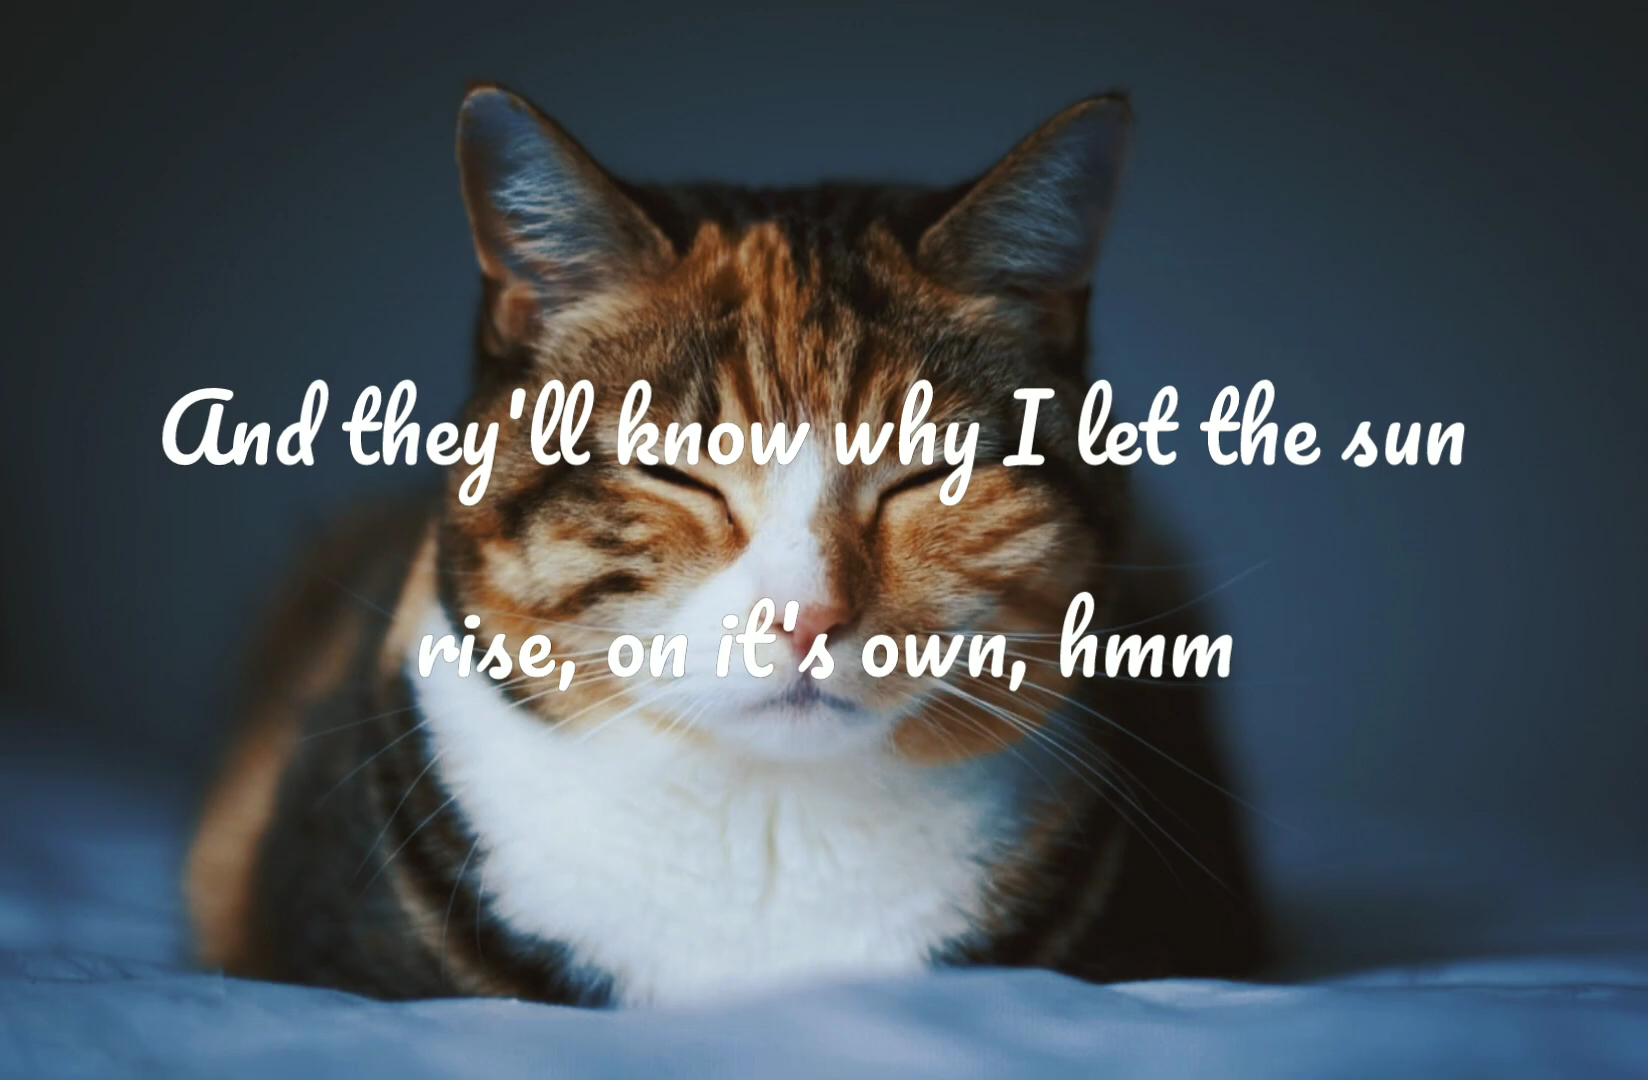 And they'll know why I let the sun
rise, on it's own, hmm